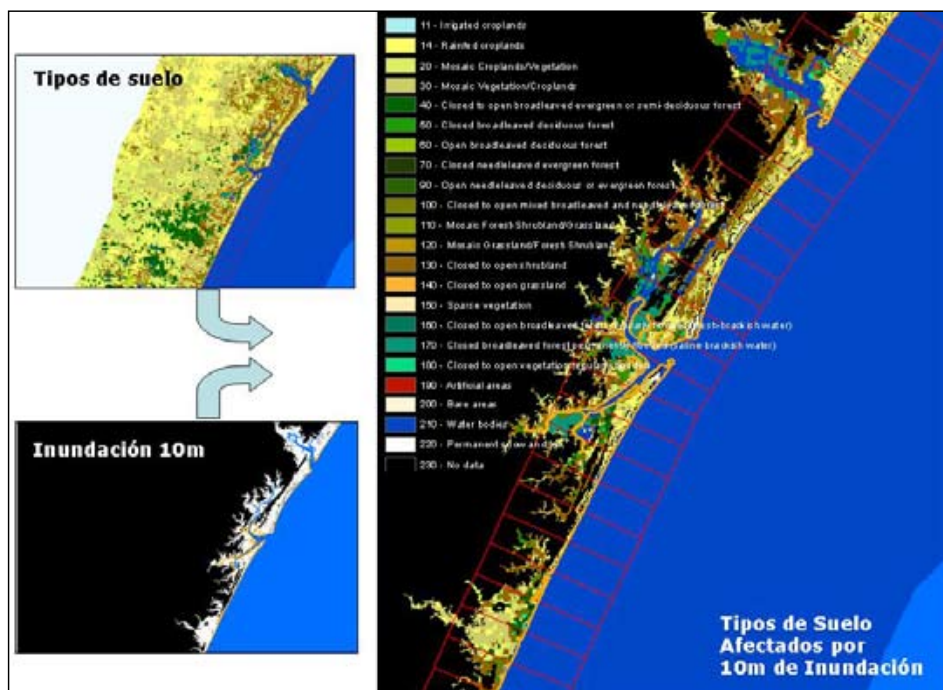 Tipos de suelo
Inundación 10m
11 - Irrigated croplands
14 - Rainfed croplands
20 - Mosaic Croplands/Vegetation
30 - Mosaic Vegetation/Croplands
40 - Closed to open broadleaved evergreen or semi-deciduous forest
50 - Closed broadleaved deciduous forest
60 - Open broadleaved deciduous forest
70 - Closed needleleaved evergreen forest
90 - Open needleleaved deciduous or evergreen forest
100 - Closed to open mixed broadleaved and
110 - Mosaic Forest-Shrubland/Grassland
120 - Mosaic Grassland/Forest-Shrubland
130 - Closed to open shrubland
140 - Closed to open grassland
150 - Sparse vegetation
160 - Closed to open broadleaved water)
170 - Closed broadleaved forest (saline-brackish water)
180 - Closed to open vegetation
190 - Artificial areas
200 - Bare areas
210 - Water bodies
220 - Permanent snow and
230 - No data
Tipos de Suelo
Afectados por
10m de Inundación